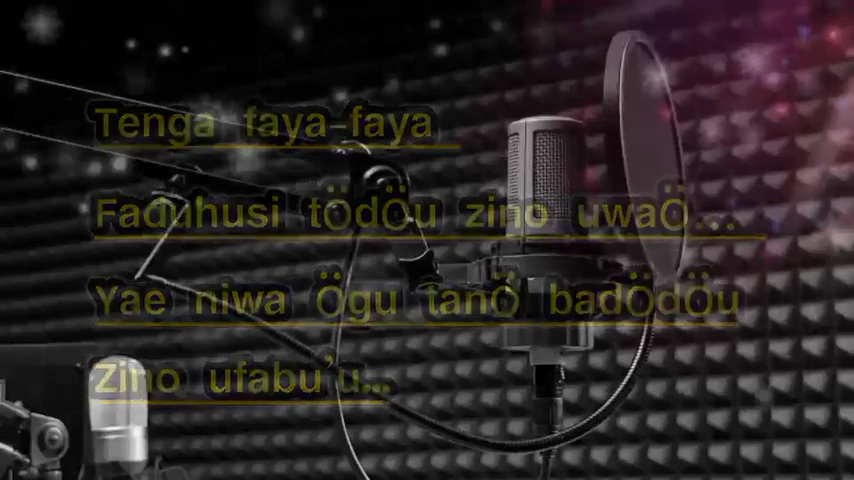 Tenga faya-faya
Faduhusi tÖdÖu zino uwaÖ....
Yae niwa Ögu tanÖ badÖdÖu
Zino ufabu'u...